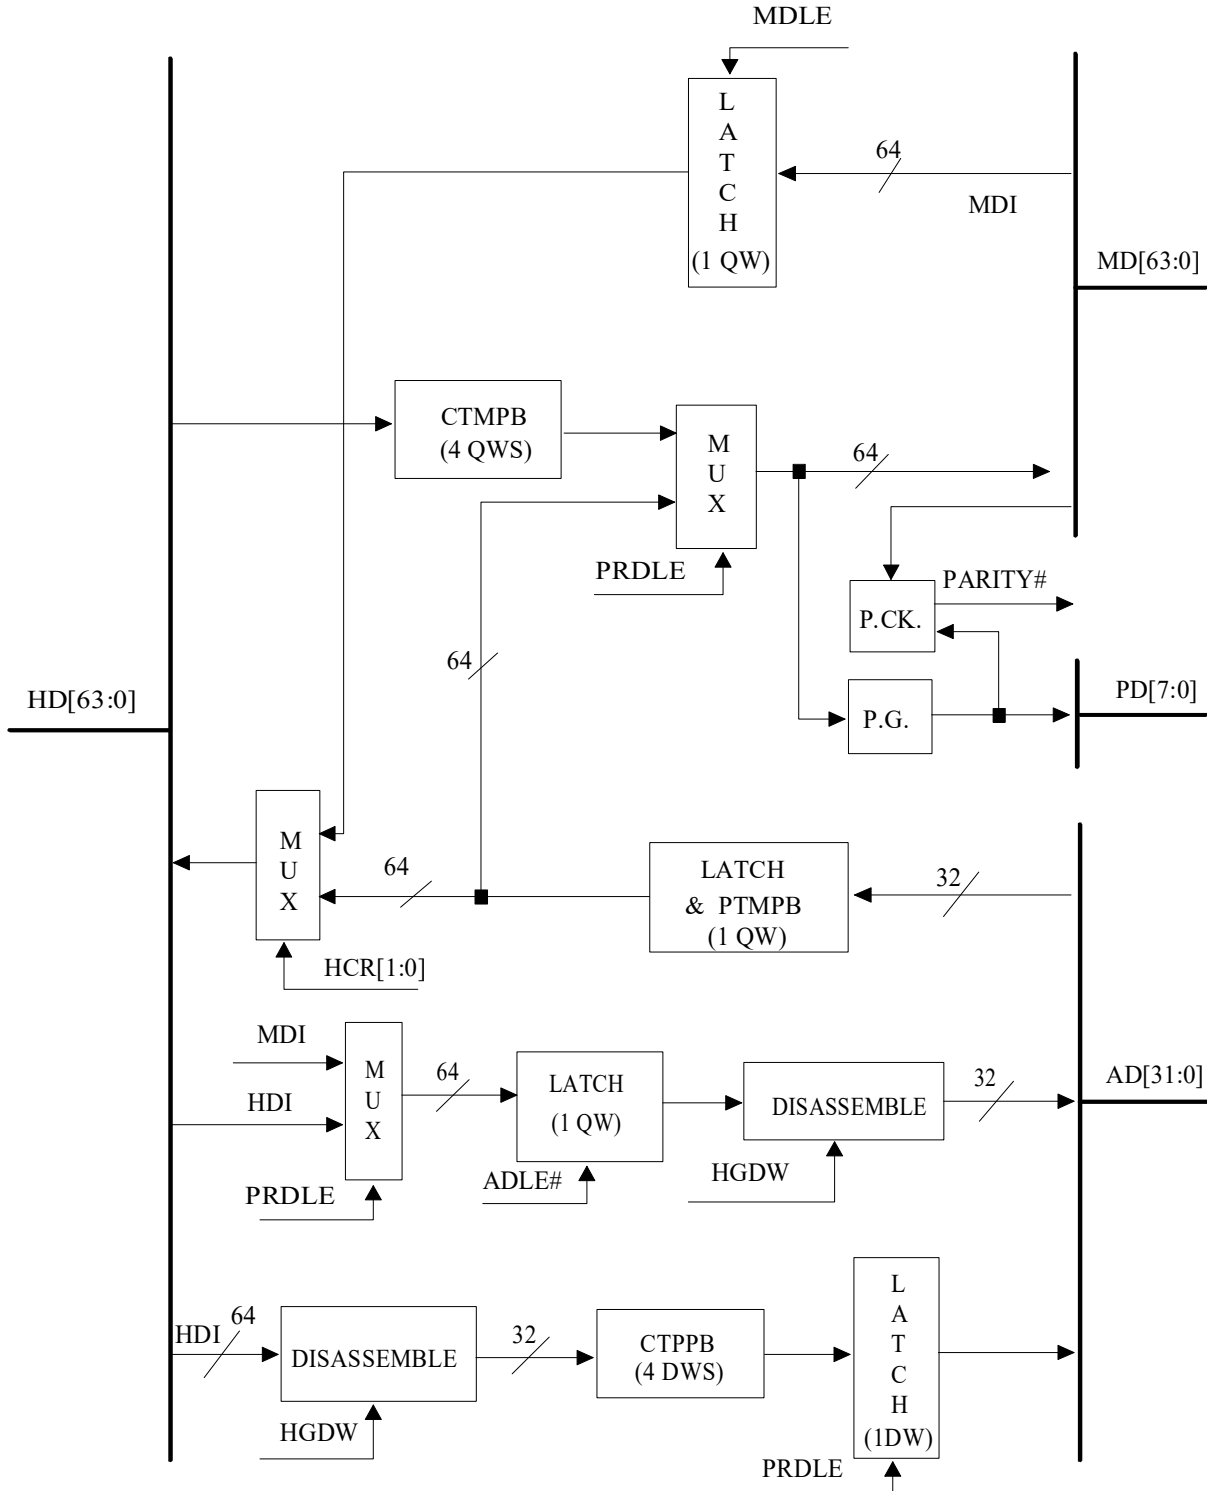 MDLE
L
A
T
C
H
(1 QW)
64
MDI
MD[63:0]
CTMPB
(4 QWS)
M
U
X
64
PRDLE
PARITY#
P.CK.
64
HD[63:0]
PD[7:0]
P.G.
M
U
X
64
LATCH
& PTMPB
(1 QW)
32
HCR[1:0]
MDI
HDI
M
U
X
64
LATCH
(1 QW)
DISASSEMBLE
32
AD[31:0]
PRDLE
ADLE#
HGDW
HDI
64
DISASSEMBLE
32
CTPPB
(4 DWS)
L
A
T
C
H
(1DW)
HGDW
PRDLE